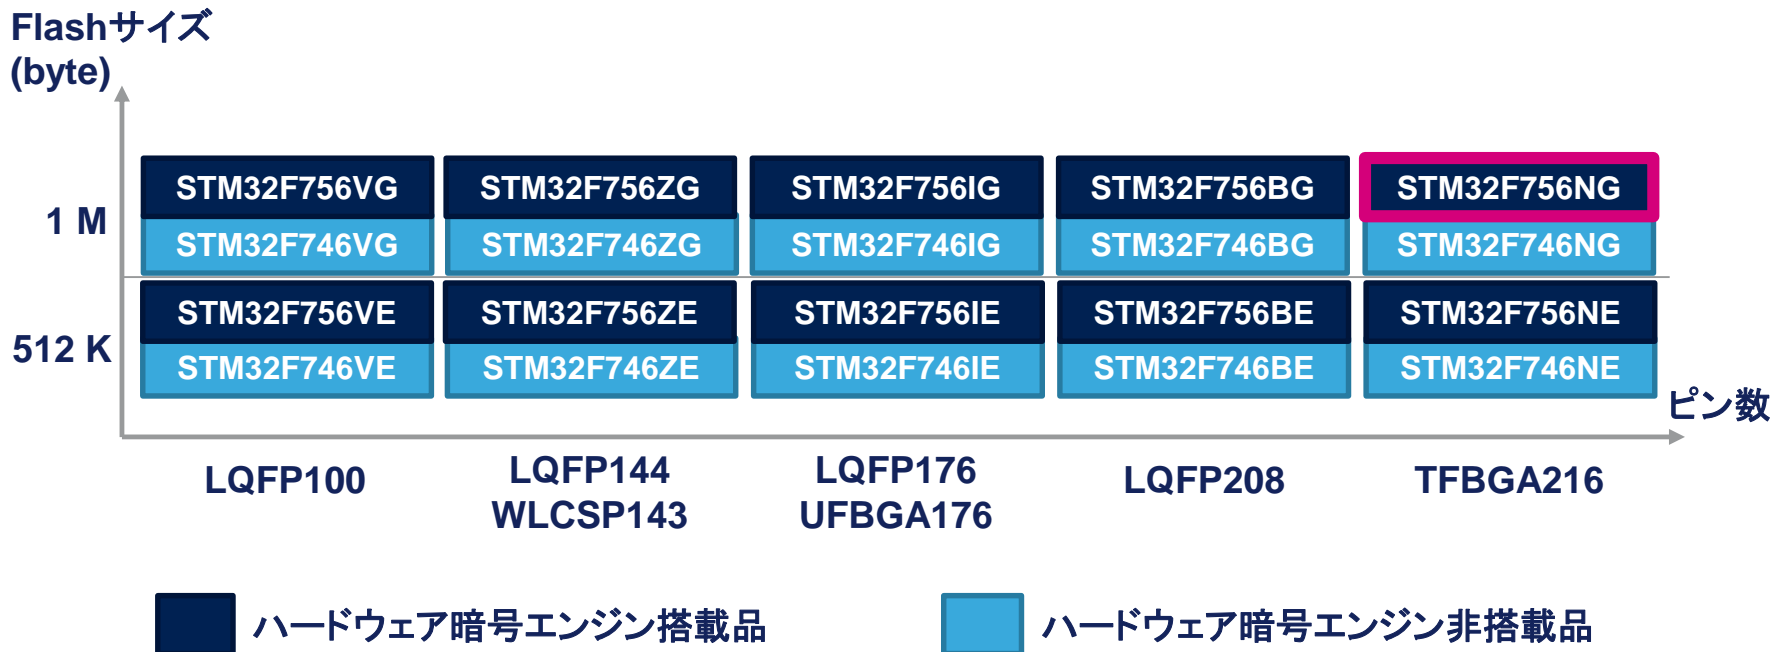 Flashサイズ
(byte)
1 M
STM32F756VG
STM32F756ZG
STM32F756IG
STM32F756BG
STM32F756NG
STM32F746VG
STM32F746ZG
STM32F746IG
STM32F746BG
STM32F746NG
512 K
STM32F756VE
STM32F756ZE
STM32F756IE
STM32F756BE
STM32F756NE
STM32F746VE
STM32F746ZE
STM32F746IE
STM32F746BE
STM32F746NE
ピン数
LQFP100
LQFP144
WLCSP143
LQFP176
UFBGA176
LQFP208
TFBGA216
ハードウェア暗号エンジン搭載品
ハードウェア暗号エンジン非搭載品